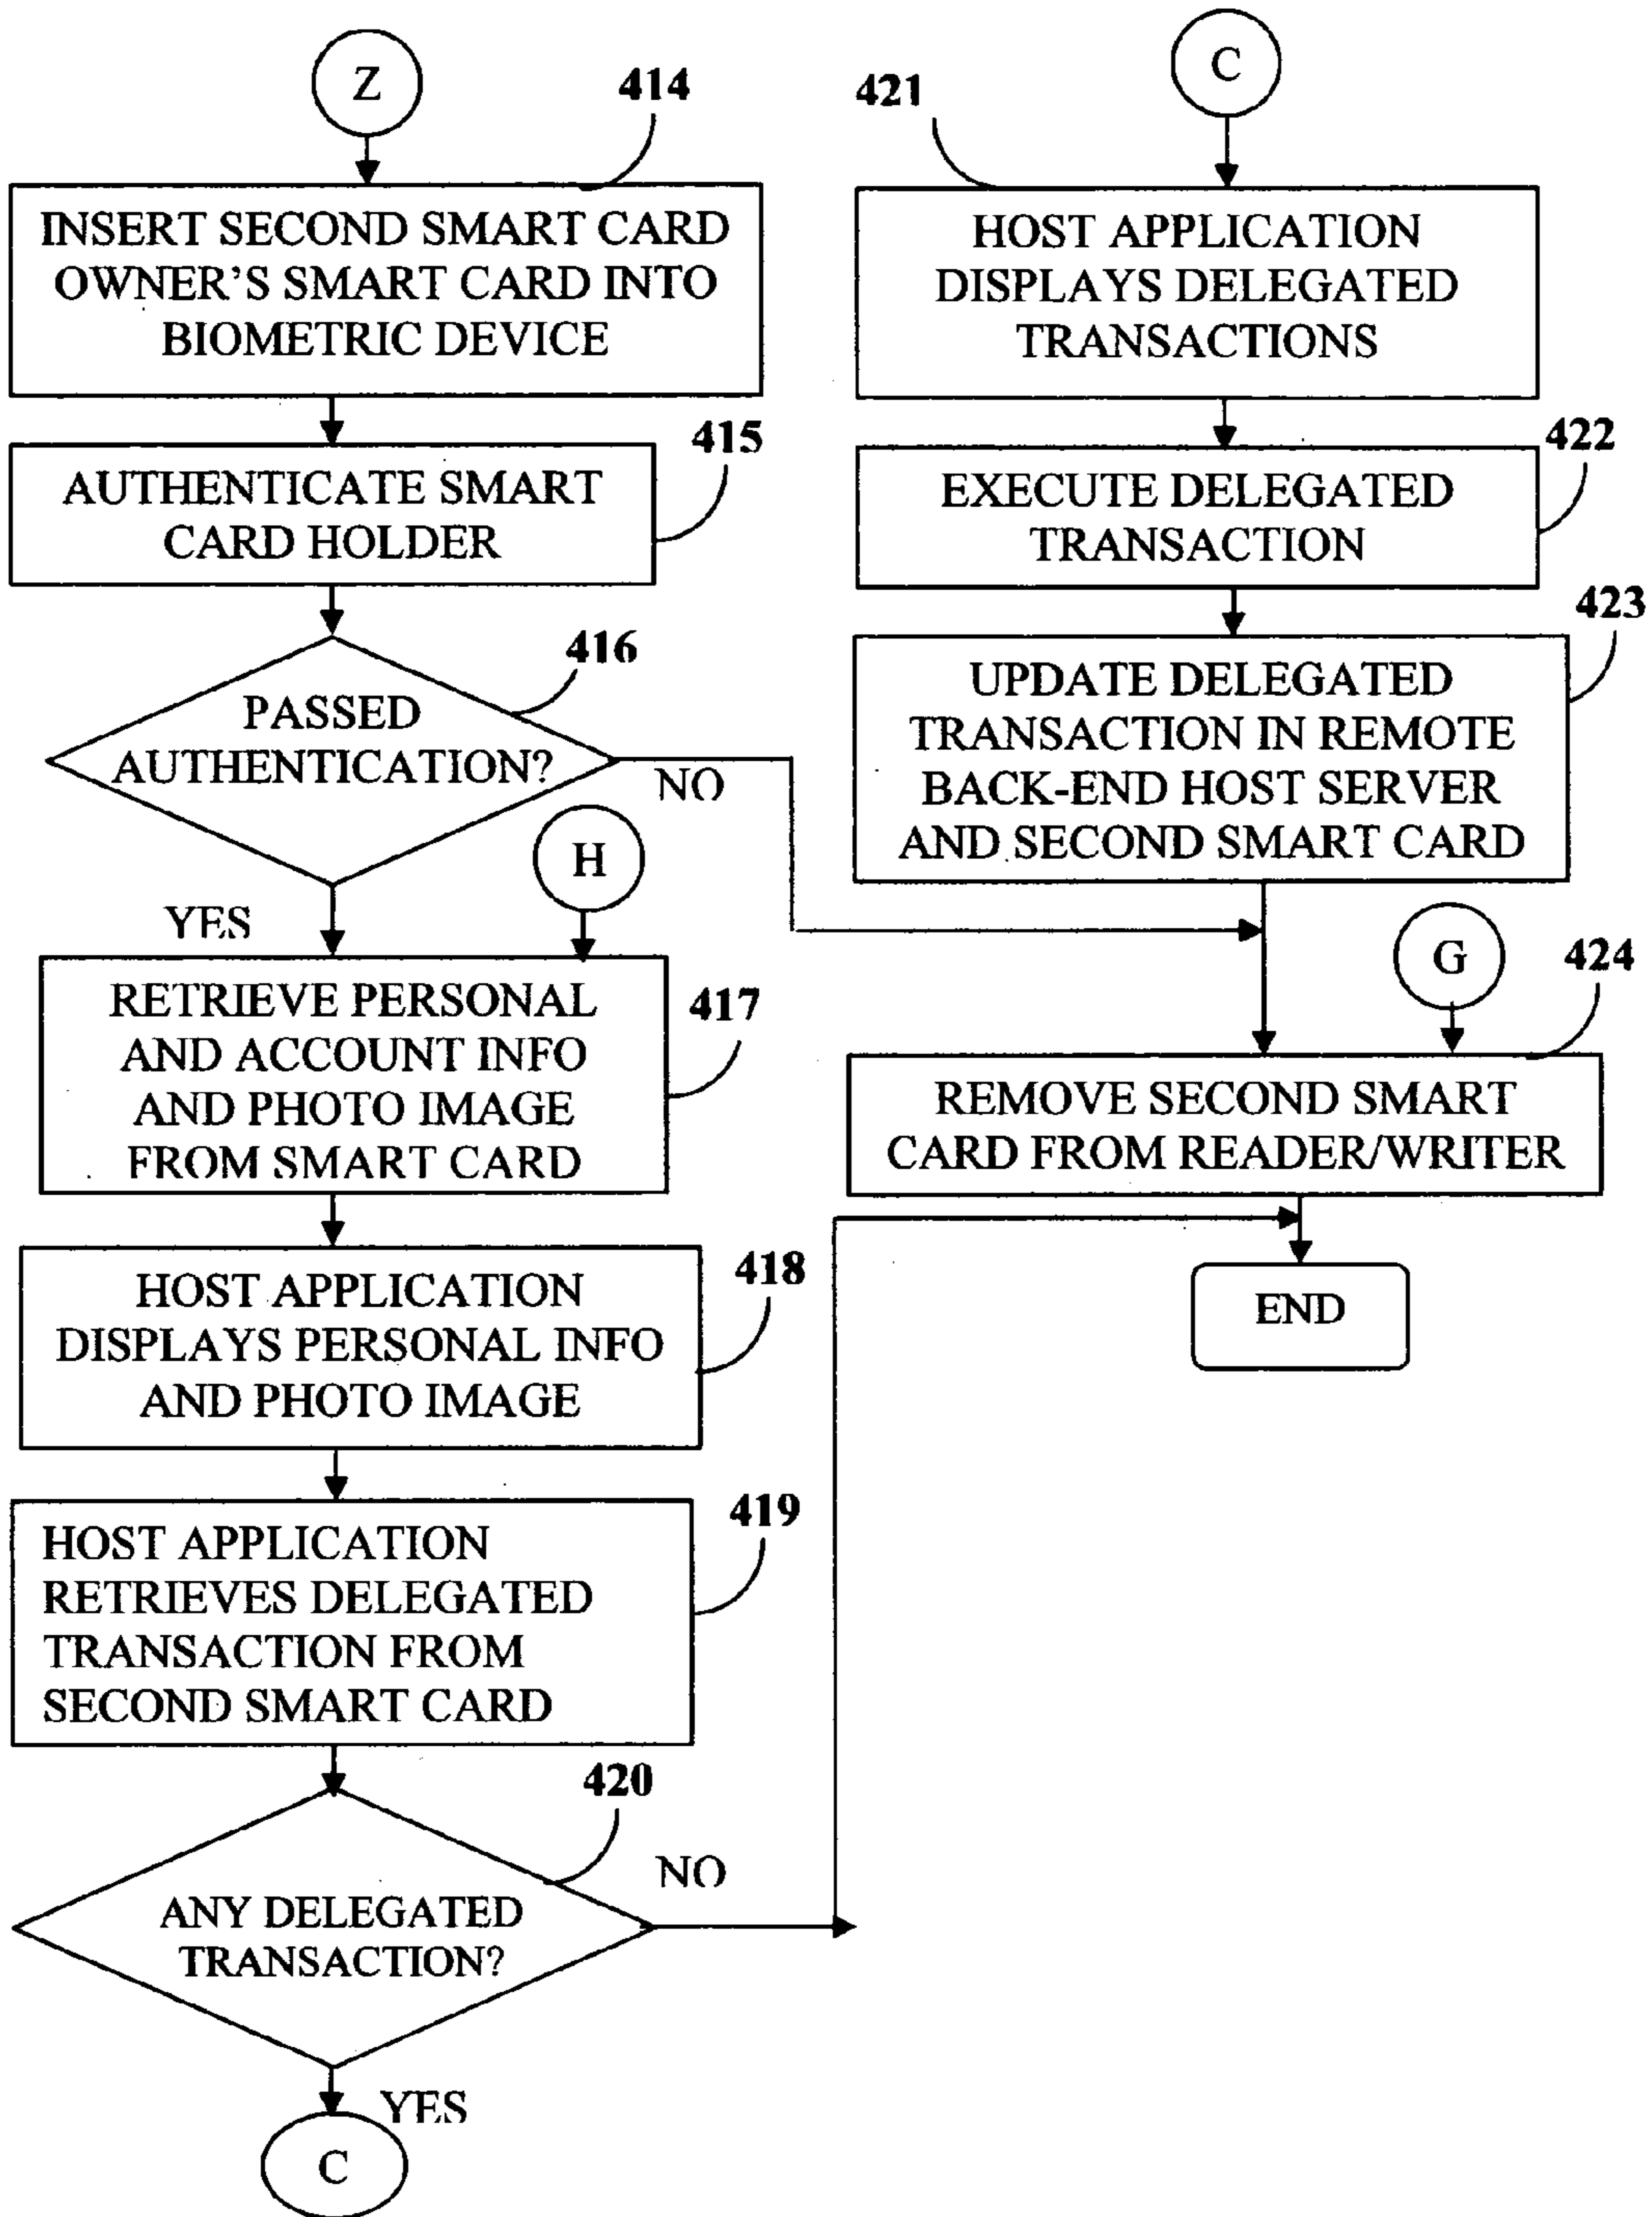 Z
414
INSERT SECOND SMART CARD
OWNER'S SMART CARD INTO
BIOMETRIC DEVICE
415
AUTHENTICATE SMART
CARD HOLDER
416
PASSED
AUTHENTICATION?
NO
H
YES
RETRIEVE PERSONAL
AND ACCOUNT INFO
AND PHOTO IMAGE
FROM SMART CARD
417
HOST APPLICATION
DISPLAYS PERSONAL INFO
AND PHOTO IMAGE
418
HOST APPLICATION
RETRIEVES DELEGATED
TRANSACTION FROM
SECOND SMART CARD
419
420
ANY DELEGATED
TRANSACTION?
NO
YES
C
C
421
HOST APPLICATION
DISPLAYS DELEGATED
TRANSACTIONS
422
EXECUTE DELEGATED
TRANSACTION
423
UPDATE DELEGATED
TRANSACTION IN REMOTE
BACK-END HOST SERVER
AND SECOND SMART CARD
G
424
REMOVE SECOND SMART
CARD FROM READER/WRITER
END